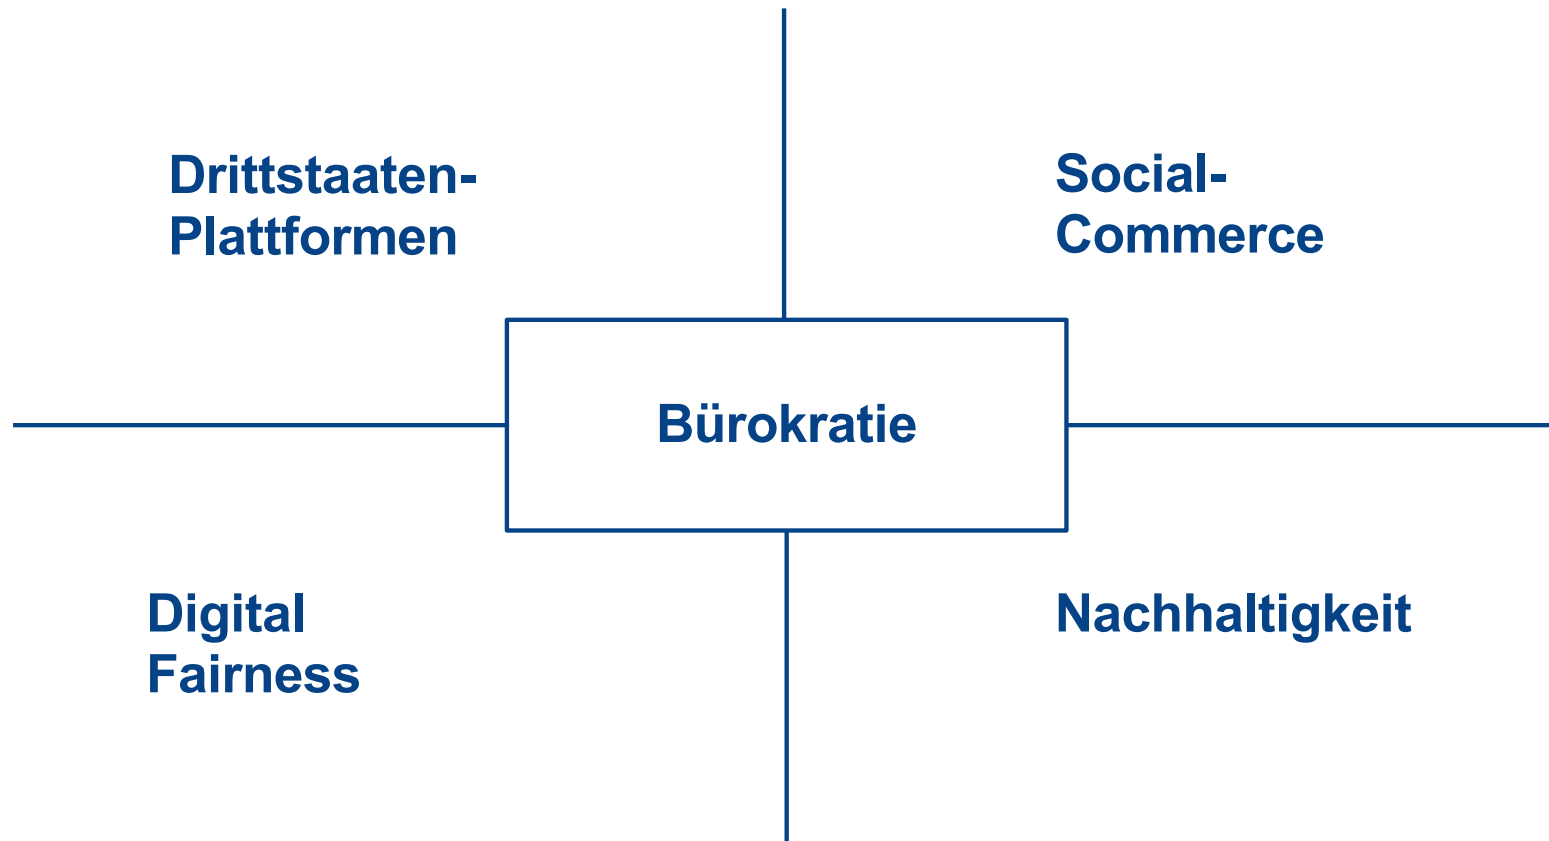 Drittstaaten-
Plattformen
Social-
Commerce
Bürokratie
Digital
Fairness
Nachhaltigkeit